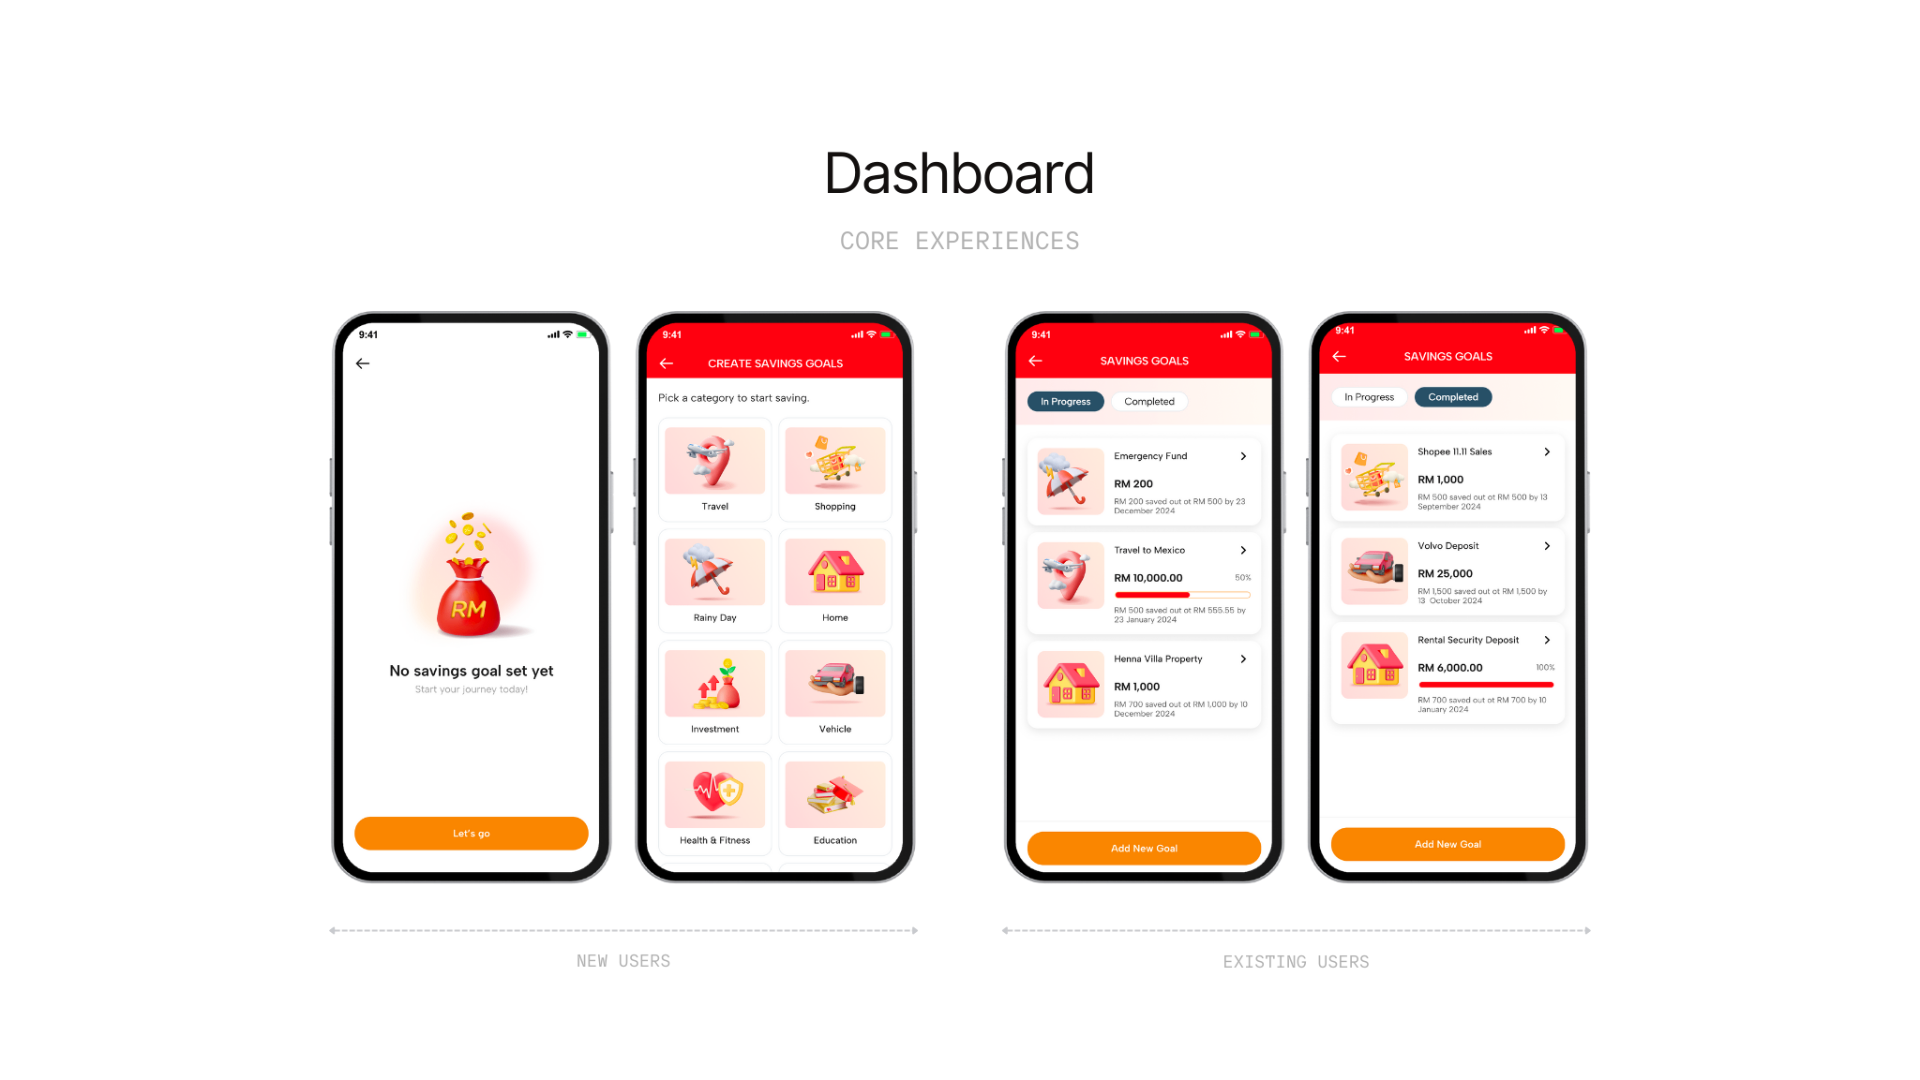 Dashboard
CORE EXPERIENCES
9:41
No savings goal set yet
Start your journey today!
Let's go
RM
9:41
CREATE SAVINGS GOALS
Pick a category to start saving.
Travel
Shopping
Rainy Day
Home
Investment
Vehicle
Health & Fitness
Education
NEW USERS
9:41
SAVINGS GOALS
In Progress
Completed
Emergency Fund
RM 200
RM 200 saved out ot RM 500 by 23
December 2024
Travel to Mexico
RM 10,000.00
50%
RM 500 saved out ot RM 555.55 by
23 January 2024
Henna Villa Property
RM 1,000
RM 700 saved out ot RM 1,000 by 10
December 2024
Add New Goal
9:41
SAVINGS GOALS
In Progress
Completed
Shopee 11.11 Sales
RM 1,000
RM 500 saved out ot RM 500 by 13
September 2024
Volvo Deposit
RM 25,000
RM 1,500 saved out ot RM 1,500 by
13 October 2024
Rental Security Deposit
RM 6,000.00
100%
RM 700 saved out ot RM 700 by 10
January 2024
Add New Goal
EXISTING USERS